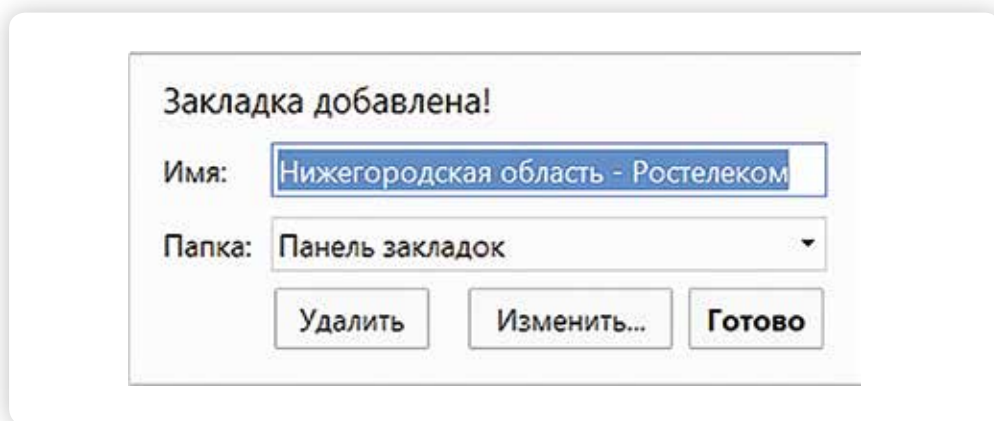 Закладка добавлена!
Имя: Нижегородская область - Ростелеком
Папка: Панель закладок
Удалить Изменить... Готово